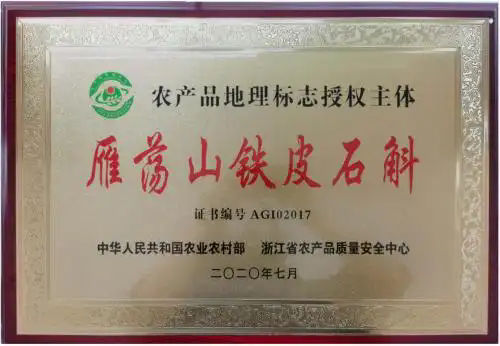 农产品地理标志授权主体
雁荡山铁皮石斛
证书编号 AGI02017
中华人民共和国农业农村部 浙江省农产品质量安全中心
二〇二〇年七月